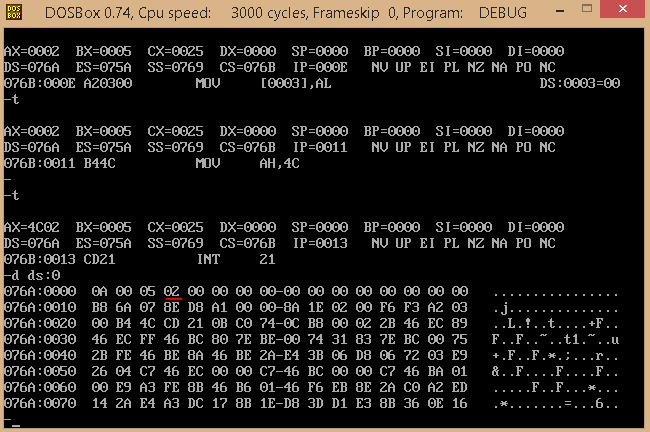 DOSBox 0.74, Cpu speed: 3000 cycles, Frameskip 0, Program: DEBUG
AX=0002 BX=0005 CX=0025 DX=0000 SP=0000 BP=0000 SI=0000 DI=0000
DS=076A ES=075A SS=0769 CS=076B IP=000E NV UP EI PL NZ NA PO NC
076B:000E A20300 MOV [0003],AL DS:0003=00
-t
AX=0002 BX=0005 CX=0025 DX=0000 SP=0000 BP=0000 SI=0000 DI=0000
DS=076A ES=075A SS=0769 CS=076B IP=0011 NV UP EI PL NZ NA PO NC
076B:0011 B44C MOV AH,4C
-
-t
AX=4C02 BX=0005 CX=0025 DX=0000 SP=0000 BP=0000 SI=0000 DI=0000
DS=076A ES=075A SS=0769 CS=076B IP=0013 NV UP EI PL NZ NA PO NC
076B:0013 CD21 INT 21
-d ds:0
076A:0000 0A 00 05 02 00 00 00 00-00 00 00 00 00 00 00 00 ................
076A:0010 B8 6A 07 8E D8 A1 00 00-8A 1E 02 00 F6 F3 A2 03 .j..............
076A:0020 00 B4 4C CD 21 0B C0 74-0C B8 00 02 2B 46 EC 89 ..L.!..t....+F..
076A:0030 46 EC FF 46 BC 80 7E BE-00 74 31 83 7E BC 00 75 F..F..~..t1.~..u
076A:0040 2B FE 46 BE 8A 46 BE 2A-E4 3B 06 D8 06 72 03 E9 +.F..F.*.;...r..
076A:0050 26 04 C7 46 EC 00 00 C7-46 BC 00 00 C7 46 BA 01 &..F....F....F..
076A:0060 00 E9 A3 FE 8B 46 B6 01-46 F6 EB 8E 2A C0 A2 ED .....F..F...*...
076A:0070 14 2A E4 A3 DC 17 8B 1E-D8 3D D1 E3 8B 36 0E 16 .*.......=...6..
-